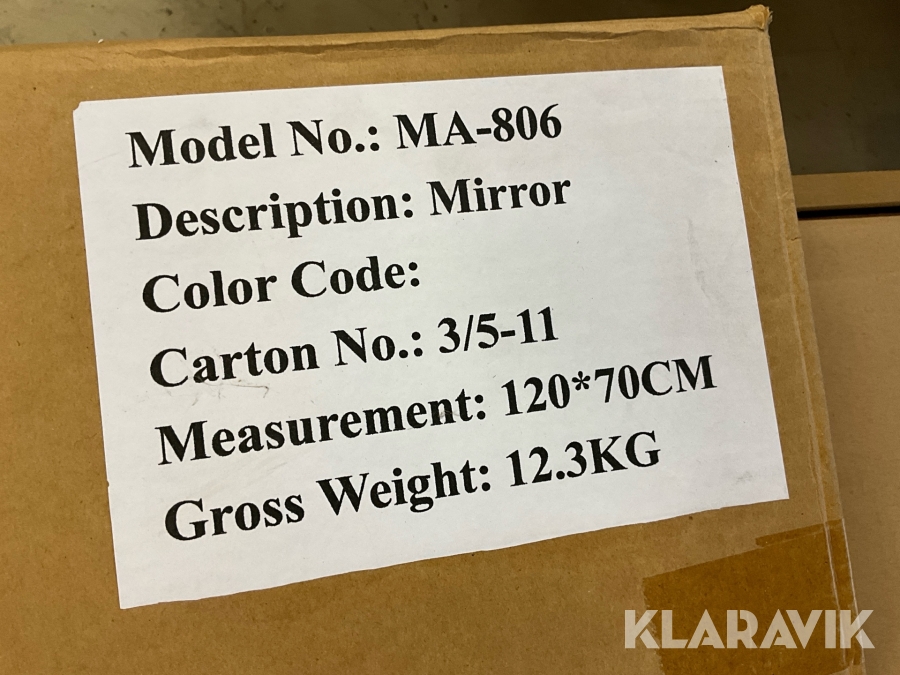 Model No.: MA-806
Description: Mirror
Color Code:
Carton No.: 3/5-11
Measurement: 120*70CM
Gross Weight: 12.3KG
KLARAVIK